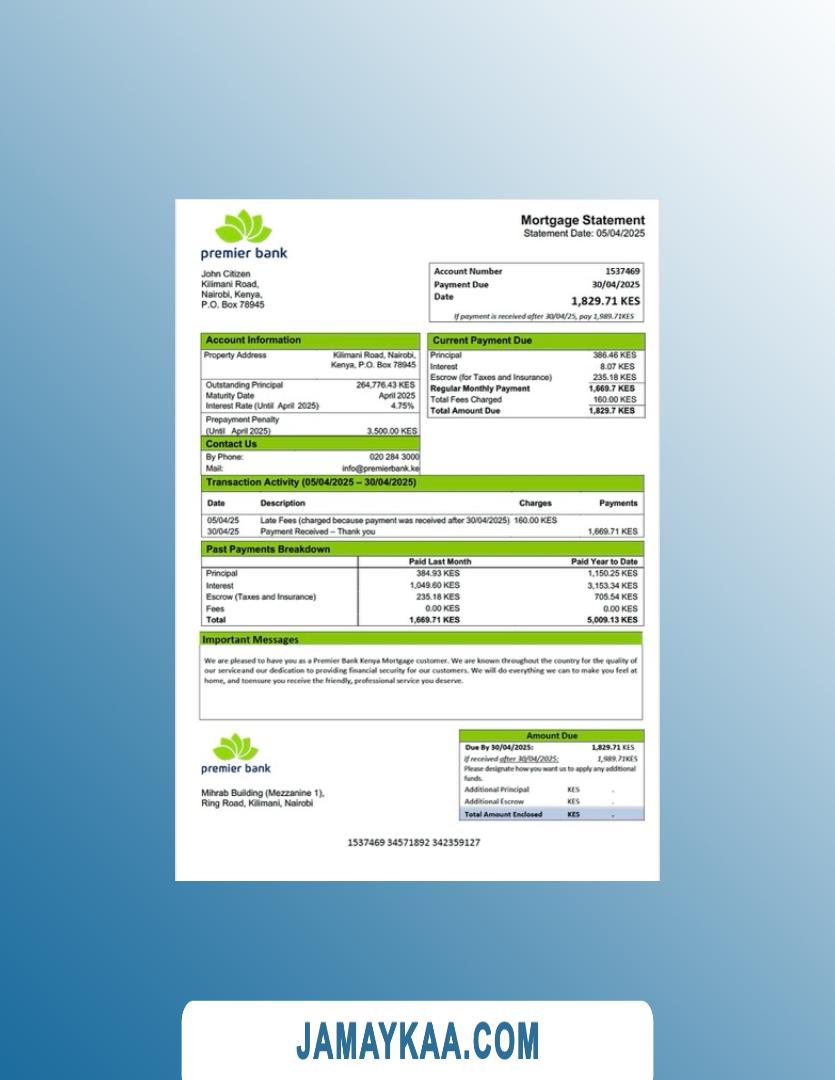 premier bank
Mortgage Statement
Statement Date: 05/04/2025
John Citizen
Kilimani Road,
Nairobi, Kenya,
P.O. Box 78945
Account Number 1537469
Payment Due 30/04/2025
Date 1,829.71 KES
If payment is received after 30/04/25, pay 1,989.71KES
Account Information
Property Address Kilimani Road, Nairobi,
Kenya, P.O. Box 78945
Outstanding Principal 264,776.43 KES
Maturity Date April 2025
Interest Rate (Until April 2025) 4.75%
Prepayment Penalty
(Until April 2025) 3,500.00 KES
Contact Us
By Phone: 020 284 3000
Mail: info@premierbank.ke
Current Payment Due
Principal 386.46 KES
Interest 8.07 KES
Escrow (for Taxes and Insurance) 235.18 KES
Regular Monthly Payment 1,669.7 KES
Total Fees Charged 160.00 KES
Total Amount Due 1,829.7 KES
Transaction Activity (05/04/2025 – 30/04/2025)
Date Description Charges Payments
05/04/25 Late Fees (charged because payment was received after 30/04/2025) 160.00 KES
30/04/25 Payment Received – Thank you 1,669.71 KES
Past Payments Breakdown
Paid Last Month Paid Year to Date
Principal 384.93 KES 1,150.25 KES
Interest 1,049.60 KES 3,153.34 KES
Escrow (Taxes and Insurance) 235.18 KES 705.54 KES
Fees 0.00 KES 0.00 KES
Total 1,669.71 KES 5,009.13 KES
Important Messages
We are pleased to have you as a Premier Bank Kenya Mortgage customer. We are known throughout the country for the quality of
our serviceand our dedication to providing financial security for our customers. We will do everything we can to make you feel at
home, and toensure you receive the friendly, professional service you deserve.
premier bank
Mihrab Building (Mezzanine 1),
Ring Road, Kilimani, Nairobi
Amount Due
Due By 30/04/2025: 1,829.71 KES
If received after 30/04/2025: 1,989.71KES
Please designate how you want us to apply any additional
funds.
Additional Principal KES .
Additional Escrow KES .
Total Amount Enclosed KES .
1537469 34571892 342359127
JAMAYKAA.COM